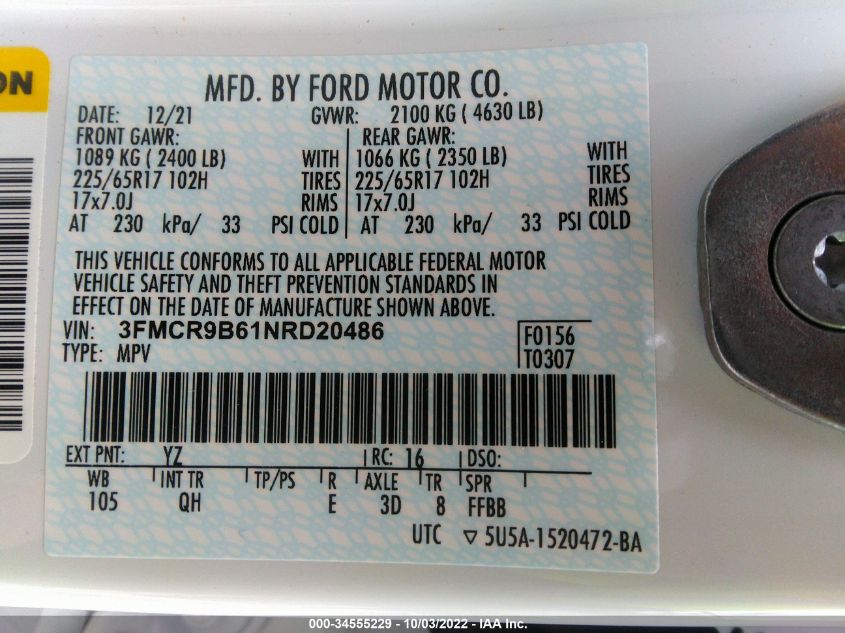 ON
MFD. BY FORD MOTOR CO.
DATE: 12/21 GVWR: 2100 KG ( 4630 LB)
FRONT GAWR: REAR GAWR:
1089 KG ( 2400 LB) WITH 1066 KG ( 2350 LB) WITH
225/65R17 102H TIRES 225/65R17 102H TIRES
17x7.0J RIMS 17x7.0J RIMS
AT 230 kPa/ 33 PSI COLD AT 230 kPa/ 33 PSI COLD
THIS VEHICLE CONFORMS TO ALL APPLICABLE FEDERAL MOTOR
VEHICLE SAFETY AND THEFT PREVENTION STANDARDS IN
EFFECT ON THE DATE OF MANUFACTURE SHOWN ABOVE.
VIN: 3FMCR9B61NRD20486 F0156
TYPE: MPV T0307
EXT PNT: YZ RC: 16 DSO:
WB INT TR TP/PS R AXLE TR SPR
105 QH E 3D 8 FFBB
UTC ▽ 5U5A-1520472-BA
000-34555229 - 10/03/2022 - IAA Inc.